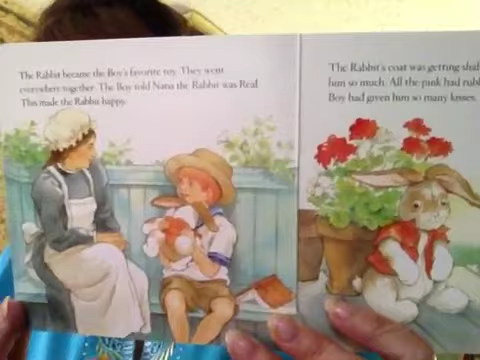 The Rabbit became the Boy's favorite toy. They went
everywhere together. The Boy told Nana the Rabbit was Real.
This made the Rabbit happy.
The Rabbit's coat was getting
him so much. All the pink had
Boy had given him so many kisses.